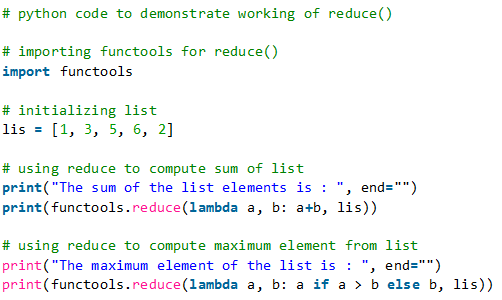 # python code to demonstrate working of reduce()
# importing functools for reduce()
import functools
# initializing list
lis = [1, 3, 5, 6, 2]
# using reduce to compute sum of list
print("The sum of the list elements is : ", end="")
print(functools.reduce(lambda a, b: a+b, lis))
# using reduce to compute maximum element from list
print("The maximum element of the list is : ", end="")
print(functools.reduce(lambda a, b: a if a > b else b, lis))